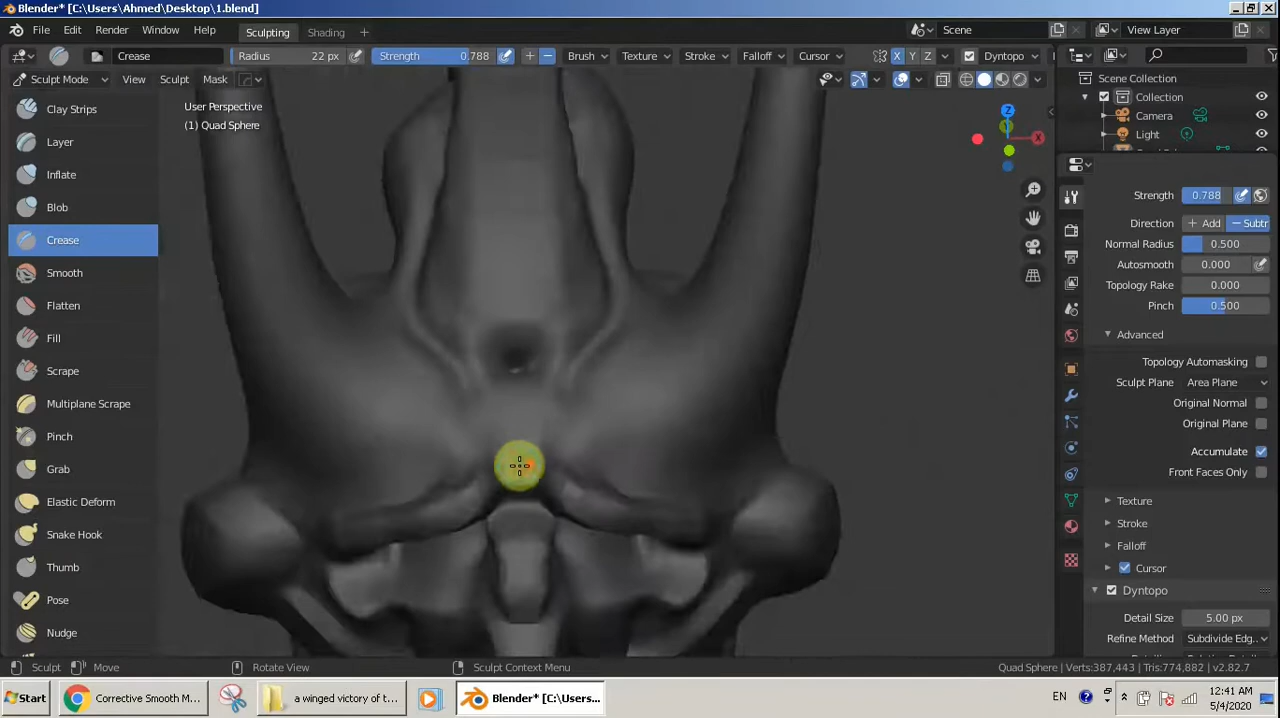 Blender* [C:\Users\Ahmed\Desktop\1.blend]
File Edit Render Window Help Sculpting Shading + Scene View Layer
Crease Radius 22 px Strength 0.788 + − Brush Texture Stroke Falloff Cursor X Y Z Dyntopo
Sculpt Mode View Sculpt Mask
Scene Collection
Collection
Camera
Light
User Perspective
(1) Quad Sphere
Z
X
Clay Strips
Layer
Inflate
Blob
Crease
Smooth
Flatten
Fill
Scrape
Multiplane Scrape
Pinch
Grab
Elastic Deform
Snake Hook
Thumb
Pose
Nudge
Strength 0.788
Direction + Add − Subtr
Normal Radius 0.500
Autosmooth 0.000
Topology Rake 0.000
Pinch 0.500
Advanced
Topology Automasking
Sculpt Plane Area Plane
Original Normal
Original Plane
Accumulate
Front Faces Only
Texture
Stroke
Falloff
Cursor
Dyntopo
Detail Size 5.00 px
Refine Method Subdivide Edg..
Sculpt Move Rotate View Sculpt Context Menu Quad Sphere | Verts:387,443 | Tris:774,882 | v2.82.7
Start Corrective Smooth M... a winged victory of t... Blender* [C:\Users... EN 12:41 AM
5/4/2020